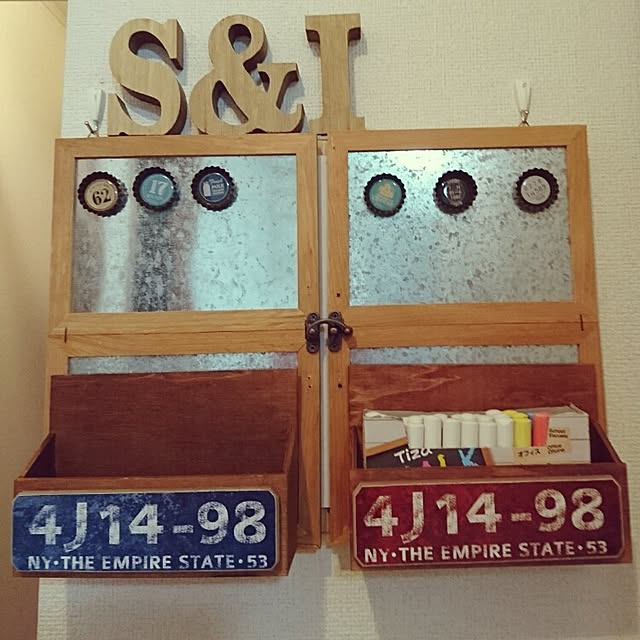 S&I
62
17
Tiza
オフィス
4J14-98
NY•THE EMPIRE STATE•53
4J14-98
NY•THE EMPIRE STATE•53